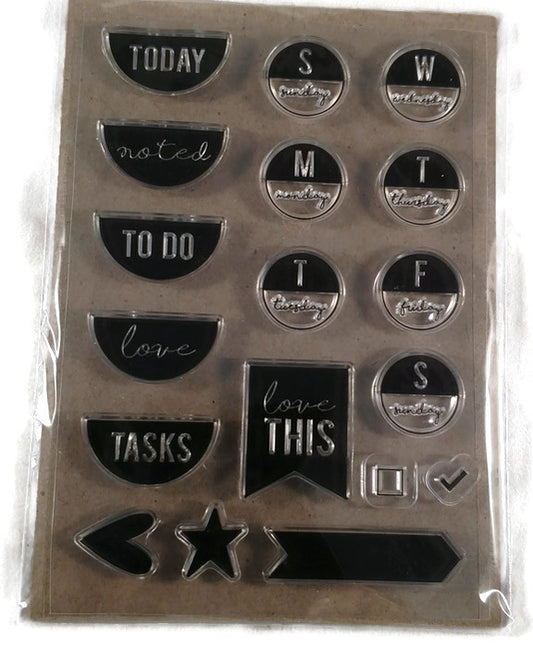 TODAY
noted
TO DO
love
TASKS
S
sunday
M
monday
T
tuesday
W
wednesday
T
thursday
F
friday
S
sunday
love
THIS